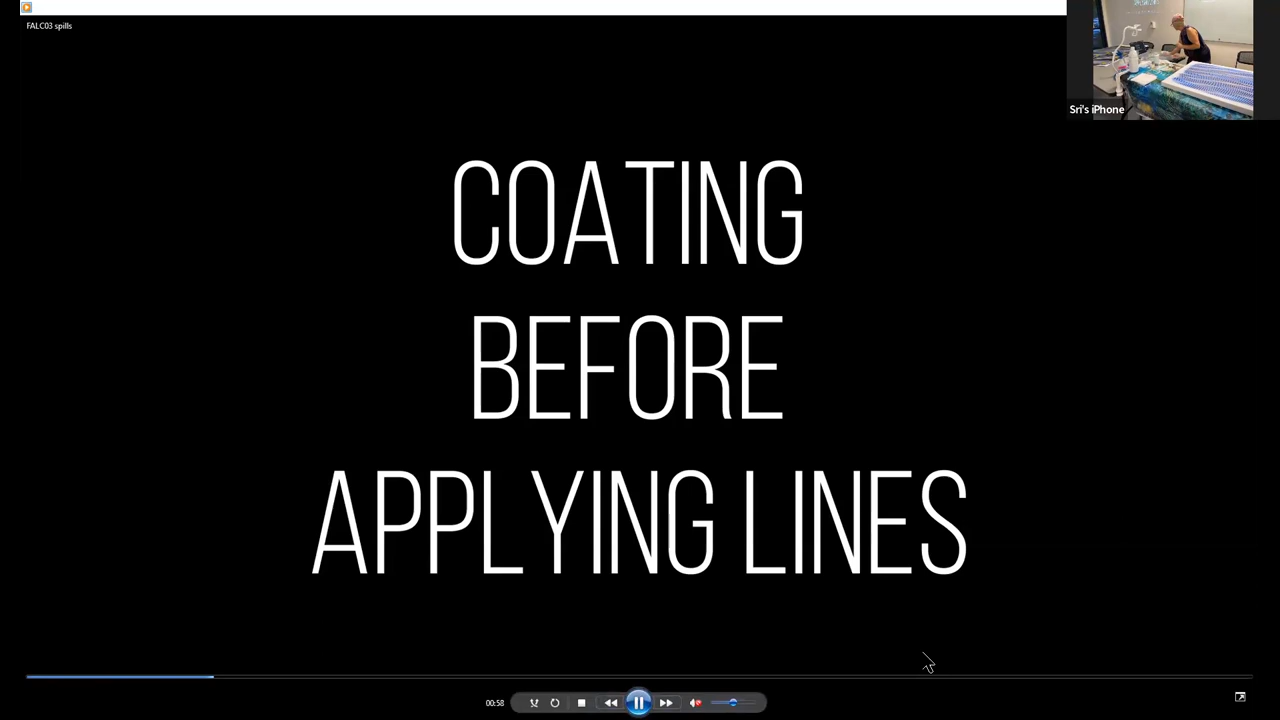 FALC03 spills
Sri's iPhone
COATING
BEFORE
APPLYING LINES
00:58